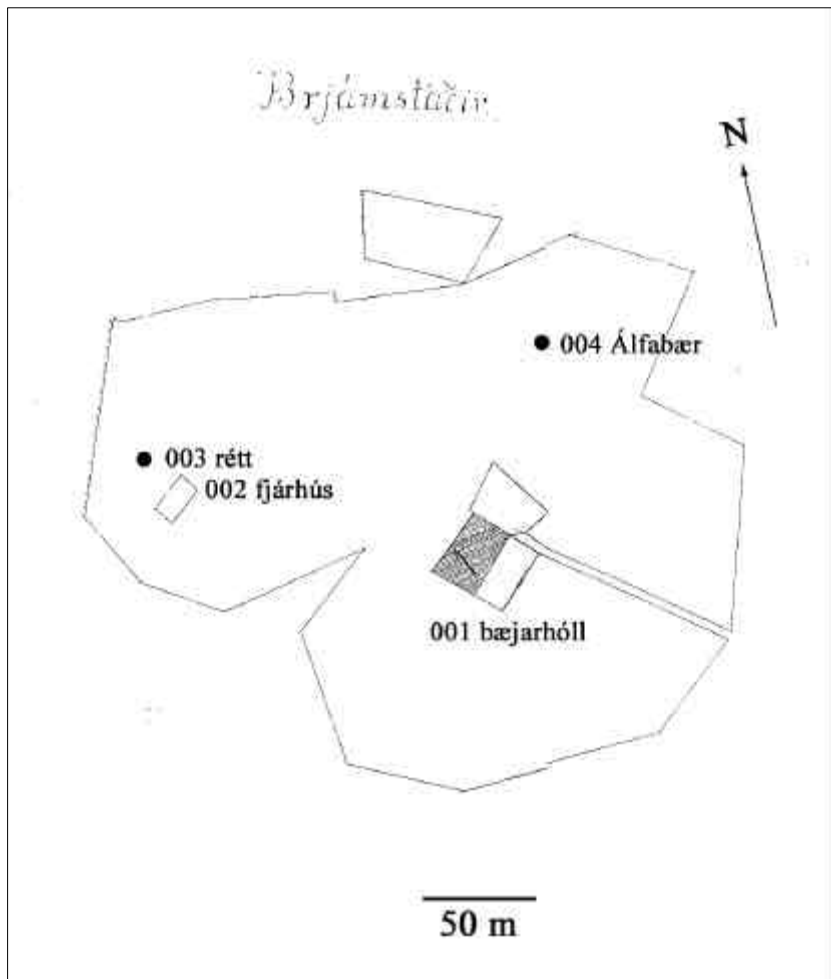 Brjámstaðir
N
004 Álfabær
003 rétt
002 fjárhús
001 bæjarhóll
50 m